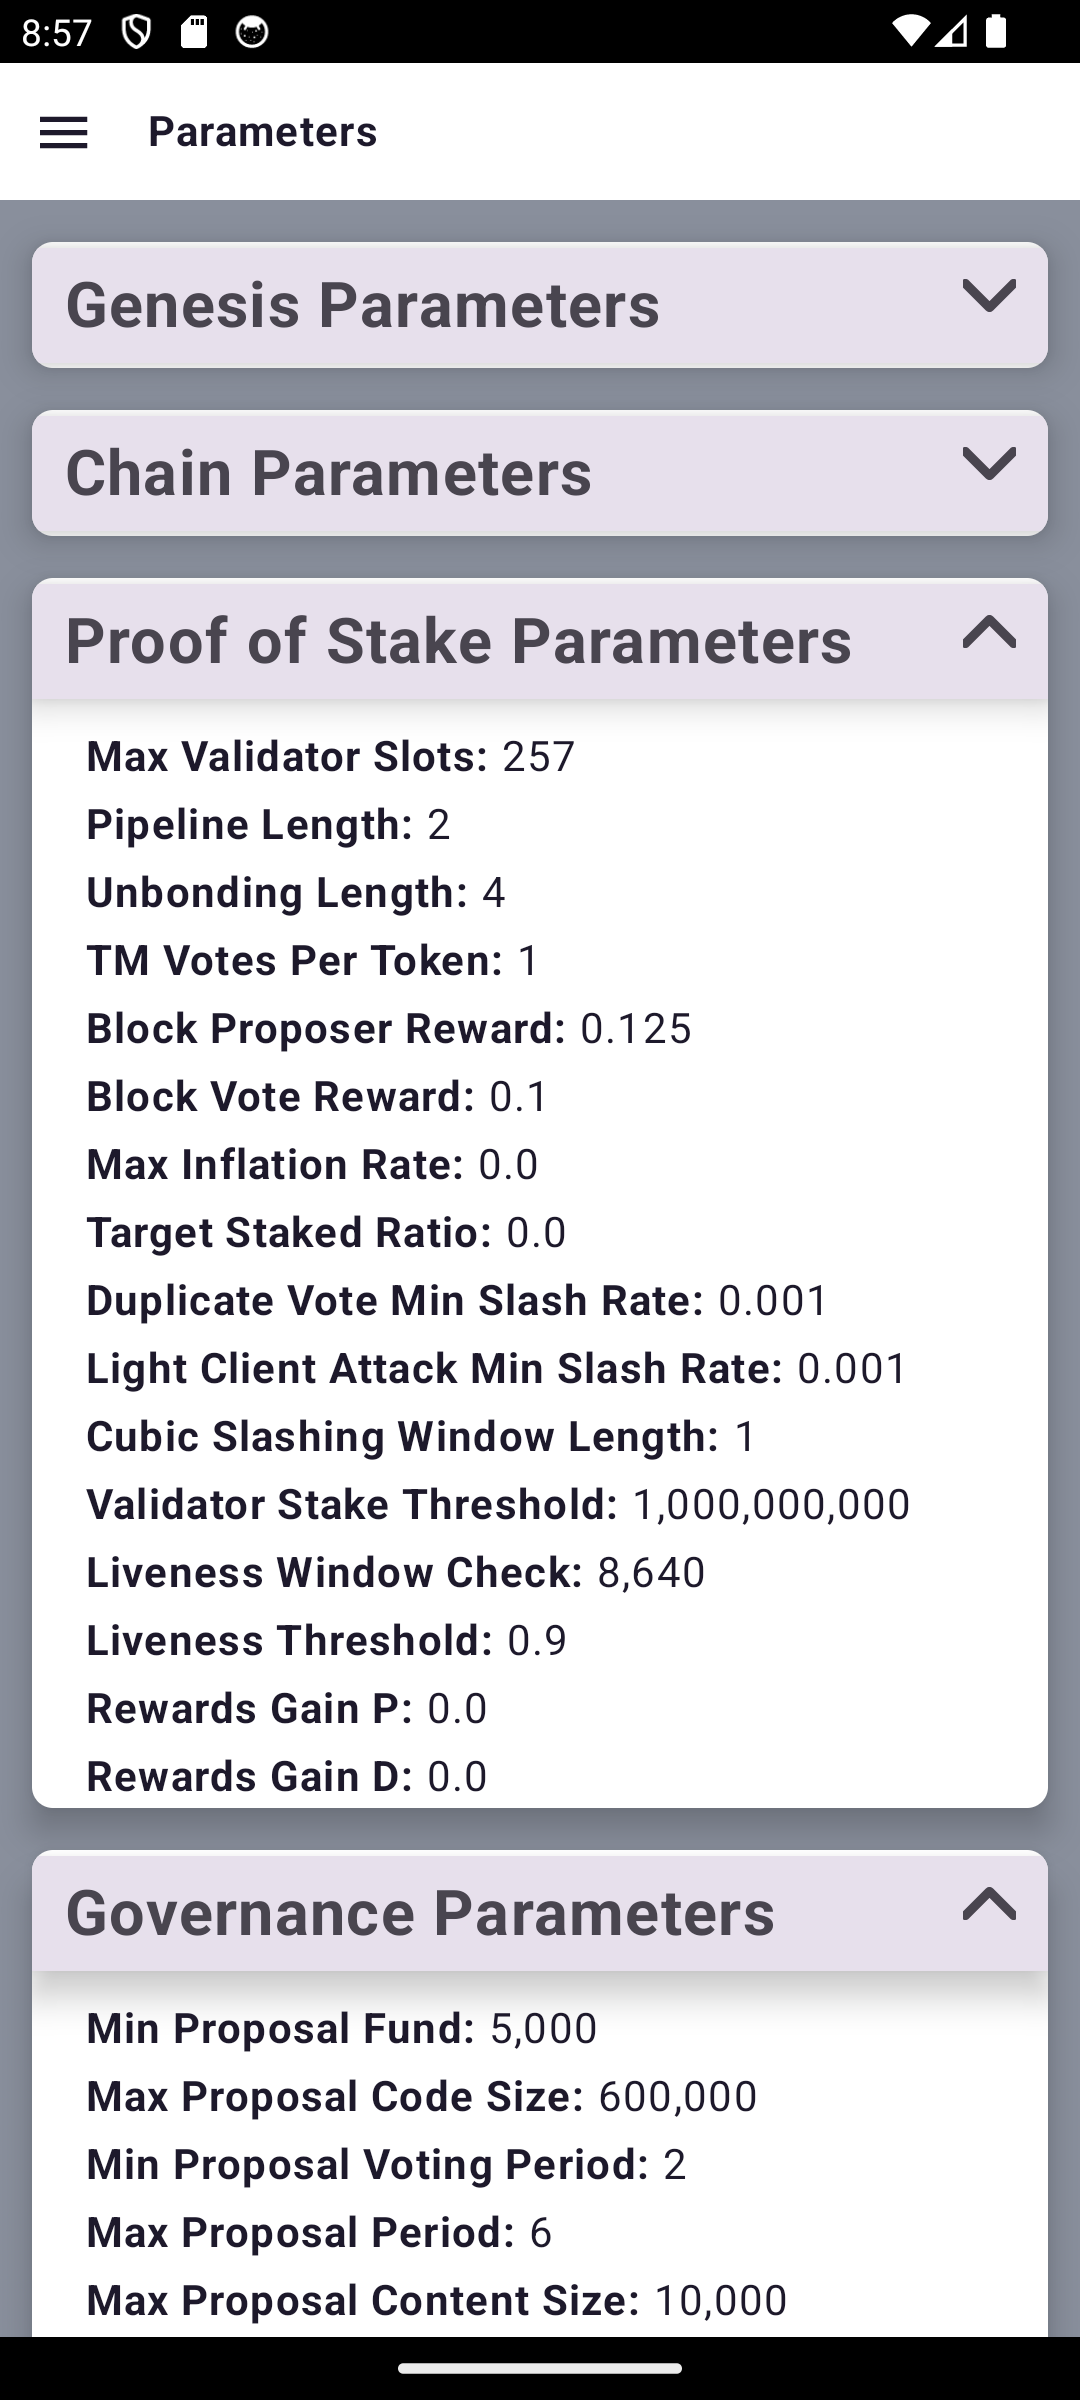 8:57
Parameters
Genesis Parameters
Chain Parameters
Proof of Stake Parameters
Max Validator Slots: 257
Pipeline Length: 2
Unbonding Length: 4
TM Votes Per Token: 1
Block Proposer Reward: 0.125
Block Vote Reward: 0.1
Max Inflation Rate: 0.0
Target Staked Ratio: 0.0
Duplicate Vote Min Slash Rate: 0.001
Light Client Attack Min Slash Rate: 0.001
Cubic Slashing Window Length: 1
Validator Stake Threshold: 1,000,000,000
Liveness Window Check: 8,640
Liveness Threshold: 0.9
Rewards Gain P: 0.0
Rewards Gain D: 0.0
Governance Parameters
Min Proposal Fund: 5,000
Max Proposal Code Size: 600,000
Min Proposal Voting Period: 2
Max Proposal Period: 6
Max Proposal Content Size: 10,000